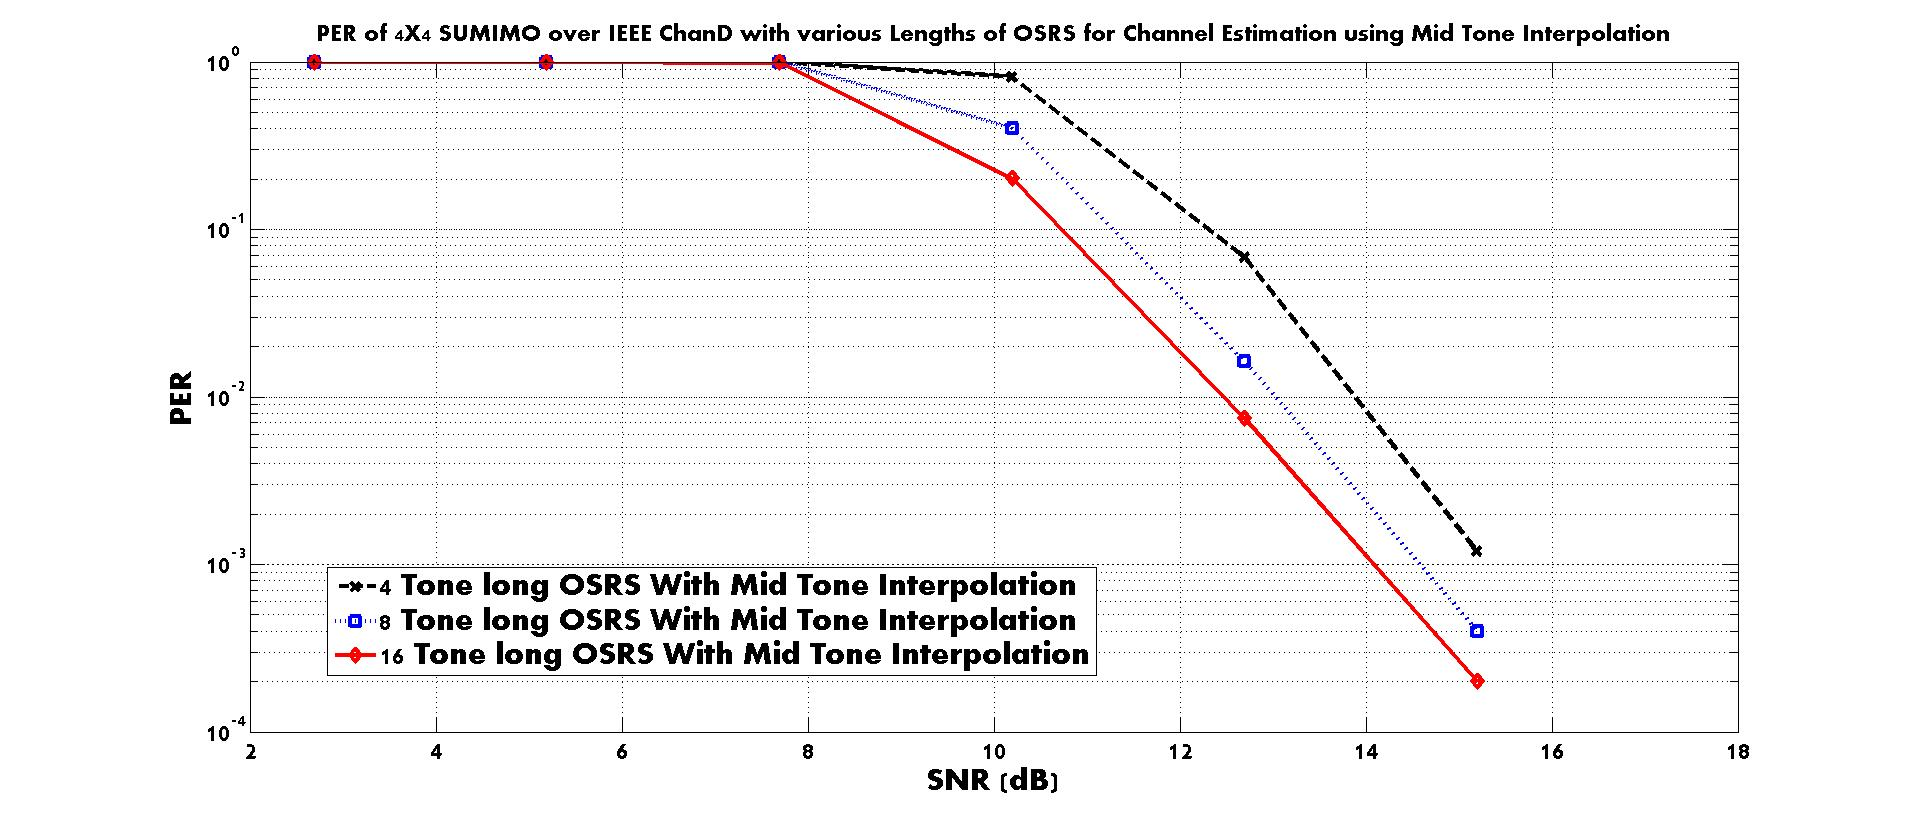 PER of 4X4 SUMIMO over IEEE ChanD with various Lengths of OSRS for Channel Estimation using Mid Tone Interpolation
10^0
10^-1
10^-2
10^-3
10^-4
PER
4 Tone long OSRS With Mid Tone Interpolation
8 Tone long OSRS With Mid Tone Interpolation
16 Tone long OSRS With Mid Tone Interpolation
2 4 6 8 10 12 14 16 18
SNR (dB)